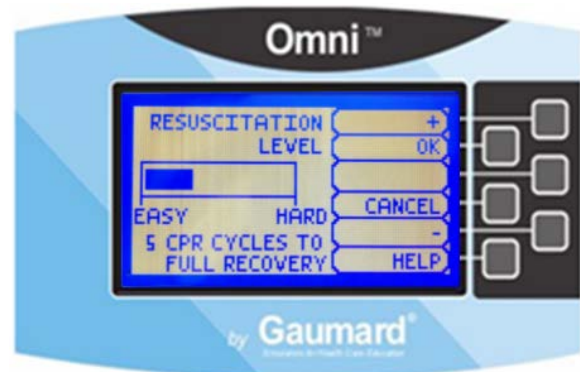 Omni™
RESUSCITATION
LEVEL
EASY HARD
5 CPR CYCLES TO
FULL RECOVERY
+
OK
CANCEL
-
HELP
by Gaumard®